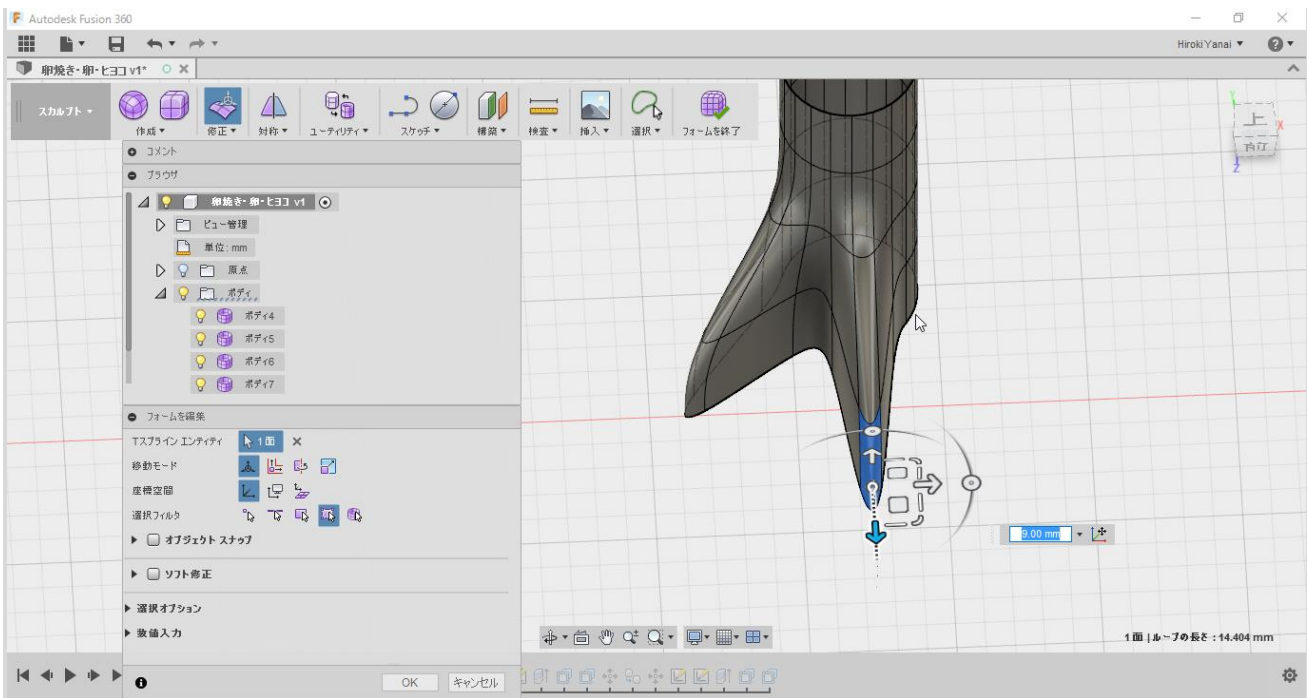 Autodesk Fusion 360
HirokiYanai
卵焼き-卵-ヒヨコ v1*
スカルプト
作成
修正
対称
ユーティリティ
スケッチ
構築
検査
挿入
選択
フォームを終了
コメント
ブラウザ
卵焼き-卵-ヒヨコ v1
ビュー管理
単位: mm
原点
ボディ
ボディ4
ボディ5
ボディ6
ボディ7
フォームを編集
Tスプライン エンティティ 1 面
移動モード
座標空間
選択フィルタ
オブジェクト スナップ
ソフト修正
選択オプション
数値入力
OK キャンセル
Y
上
X
Z
9.00 mm
1 面 | ループの長さ : 14.404 mm